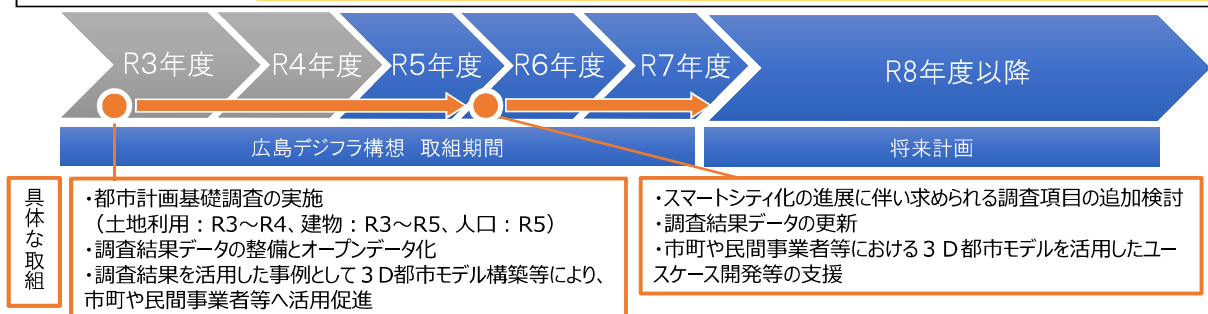 R3年度
R4年度
R5年度
R6年度
R7年度
R8年度以降
広島デジフラ構想 取組期間
将来計画
具体な取組
・都市計画基礎調査の実施
（土地利用：R3～R4、建物：R3～R5、人口：R5）
・調査結果データの整備とオープンデータ化
・調査結果を活用した事例として３Ｄ都市モデル構築等により、
市町や民間事業者等へ活用促進
・スマートシティ化の進展に伴い求められる調査項目の追加検討
・調査結果データの更新
・市町や民間事業者等における３Ｄ都市モデルを活用したユー
スケース開発等の支援